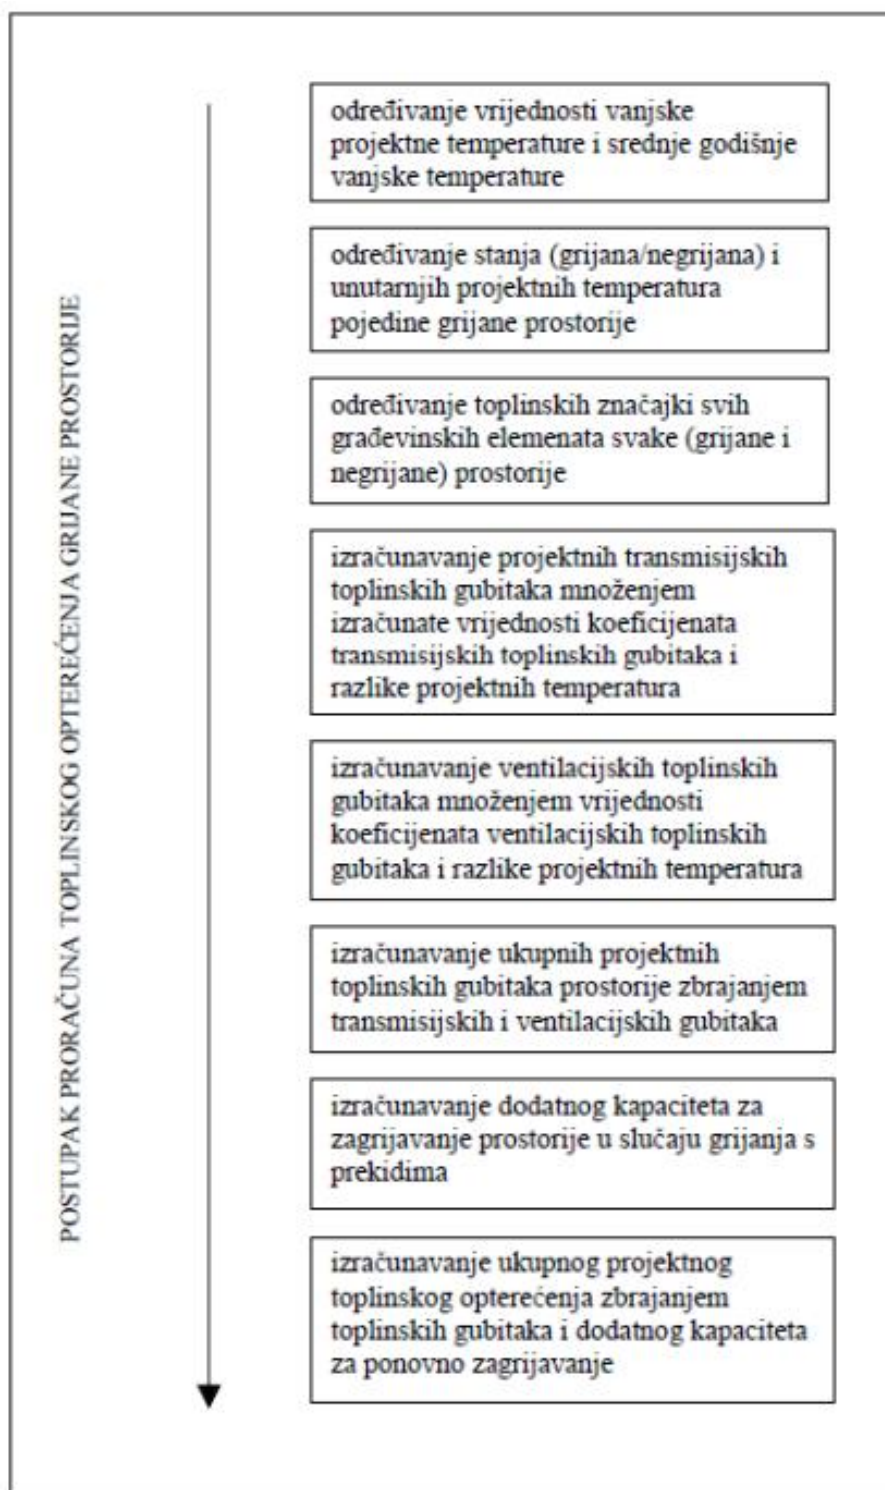 POSTUPAK PRORAČUNA TOPLINSKOG OPTEREĆENJA GRIJANE PROSTORIJE
određivanje vrijednosti vanjske
projektne temperature i srednje godišnje
vanjske temperature
određivanje stanja (grijana/negrijana) i
unutarnjih projektnih temperatura
pojedine grijane prostorije
određivanje toplinskih značajki svih
građevinskih elemenata svake (grijane i
negrijane) prostorije
izračunavanje projektnih transmisijskih
toplinskih gubitaka množenjem
izračunate vrijednosti koeficijenata
transmisijskih toplinskih gubitaka i
razlike projektnih temperatura
izračunavanje ventilacijskih toplinskih
gubitaka množenjem vrijednosti
koeficijenata ventilacijskih toplinskih
gubitaka i razlike projektnih temperatura
izračunavanje ukupnih projektnih
toplinskih gubitaka prostorije zbrajanjem
transmisijskih i ventilacijskih gubitaka
izračunavanje dodatnog kapaciteta za
zagrijavanje prostorije u slučaju grijanja s
prekidima
izračunavanje ukupnog projektnog
toplinskog opterećenja zbrajanjem
toplinskih gubitaka i dodatnog kapaciteta
za ponovno zagrijavanje